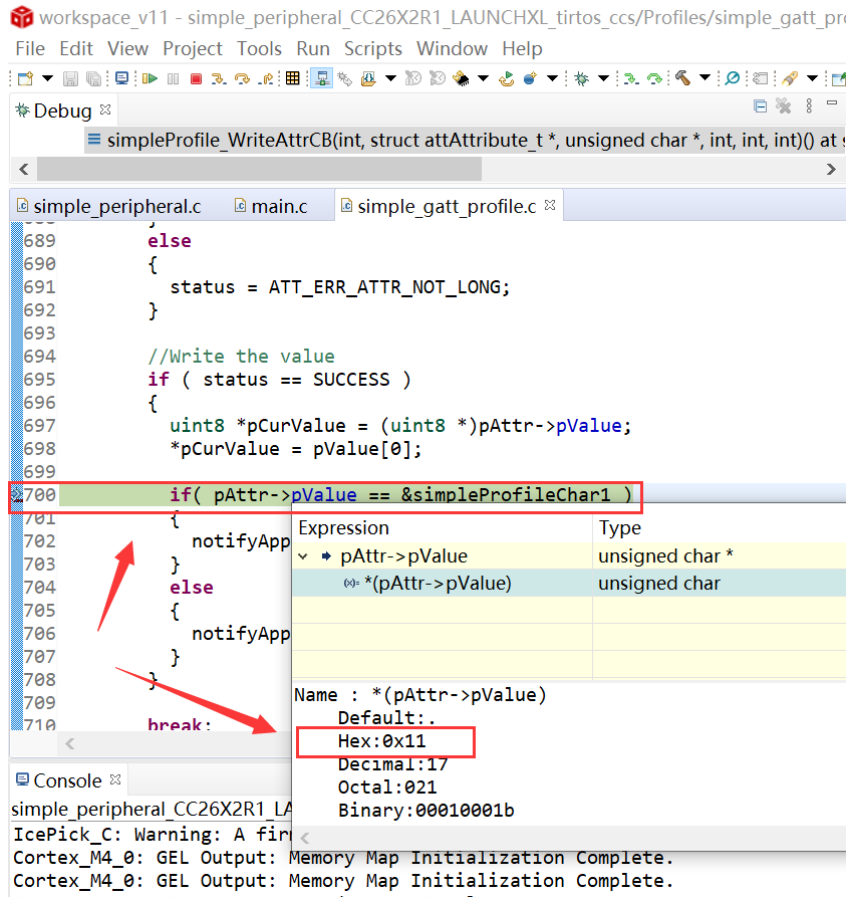 workspace_v11 - simple_peripheral_CC26X2R1_LAUNCHXL_tirtos_ccs/Profiles/simple_gatt_pro
File Edit View Project Tools Run Scripts Window Help
Debug
simpleProfile_WriteAttrCB(int, struct attAttribute_t *, unsigned char *, int, int, int)() at s
simple_peripheral.c main.c simple_gatt_profile.c
689 else
690 {
691 status = ATT_ERR_ATTR_NOT_LONG;
692 }
693
694 //Write the value
695 if ( status == SUCCESS )
696 {
697 uint8 *pCurValue = (uint8 *)pAttr->pValue;
698 *pCurValue = pValue[0];
699
700 if( pAttr->pValue == &simpleProfileChar1 )
701 {
702 notifyApp
703 }
704 else
705 {
706 notifyApp
707 }
708 }
709
710 break;
Expression Type
pAttr->pValue unsigned char *
(x)= *(pAttr->pValue) unsigned char
Name : *(pAttr->pValue)
Default:.
Hex:0x11
Decimal:17
Octal:021
Binary:00010001b
Console
simple_peripheral_CC26X2R1_LA
IcePick_C: Warning: A firm
Cortex_M4_0: GEL Output: Memory Map Initialization Complete.
Cortex_M4_0: GEL Output: Memory Map Initialization Complete.